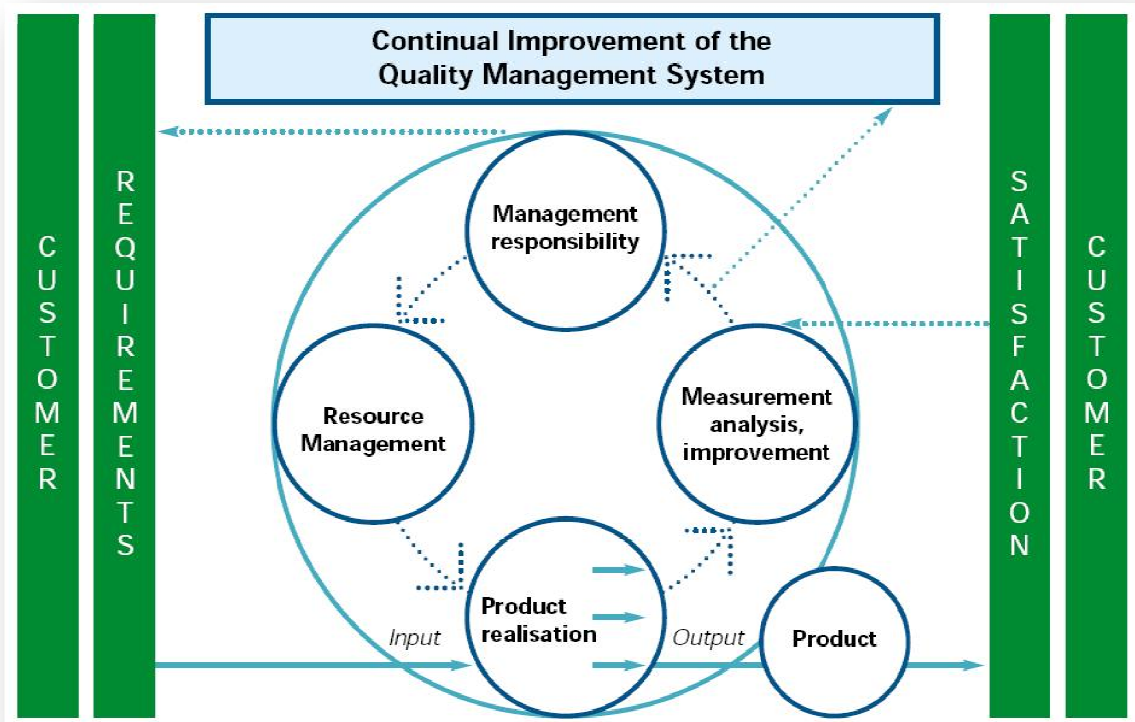 Continual Improvement of the
Quality Management System
CUSTOMER
REQUIREMENTS
Management
responsibility
Resource
Management
Measurement
analysis,
improvement
Product
realisation
Input
Output
Product
SATISFACTION
CUSTOMER